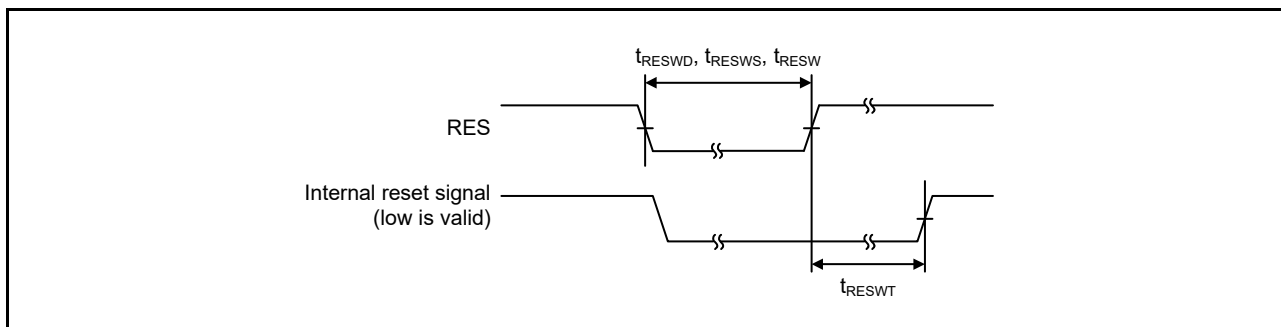 tRESWD, tRESWS, tRESW
RES
Internal reset signal
(low is valid)
tRESWT